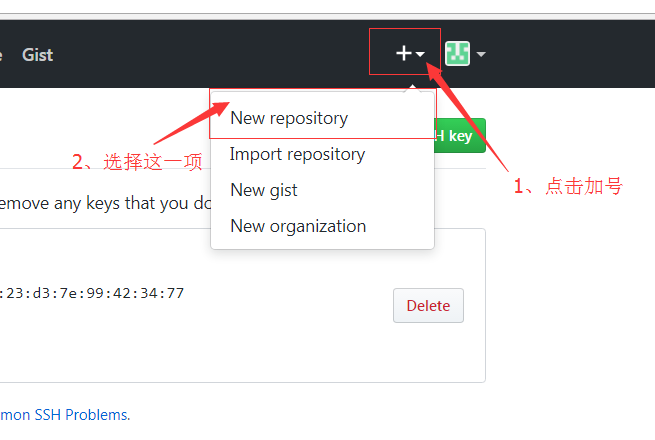 Gist
New repository
H key
2、选择这一项
Import repository
1、点击加号
New gist
emove any keys that you do
New organization
:23:d3:7e:99:42:34:77
Delete
mon SSH Problems.